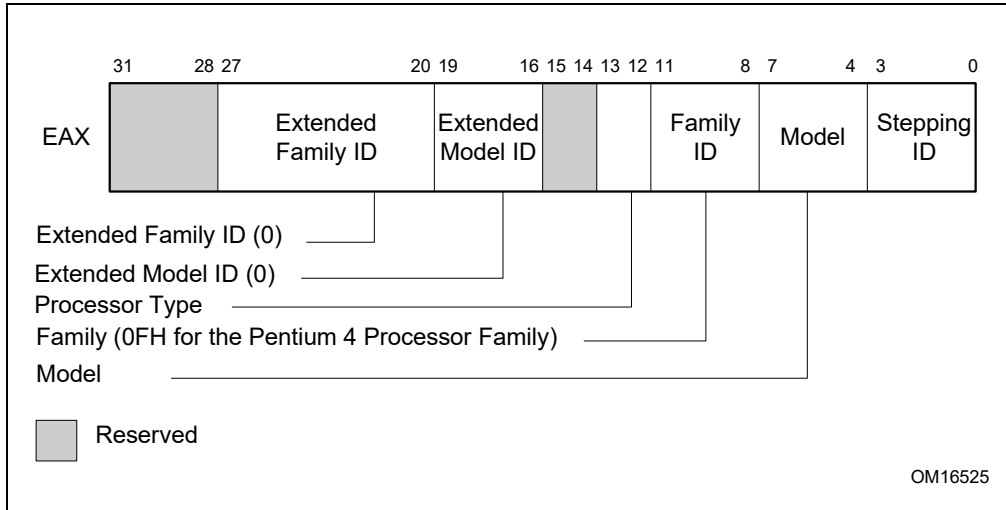 31 28 27 20 19 16 15 14 13 12 11 8 7 4 3 0
EAX
Extended
Family ID
Extended
Model ID
Family
ID
Model
Stepping
ID
Extended Family ID (0)
Extended Model ID (0)
Processor Type
Family (0FH for the Pentium 4 Processor Family)
Model
Reserved
OM16525